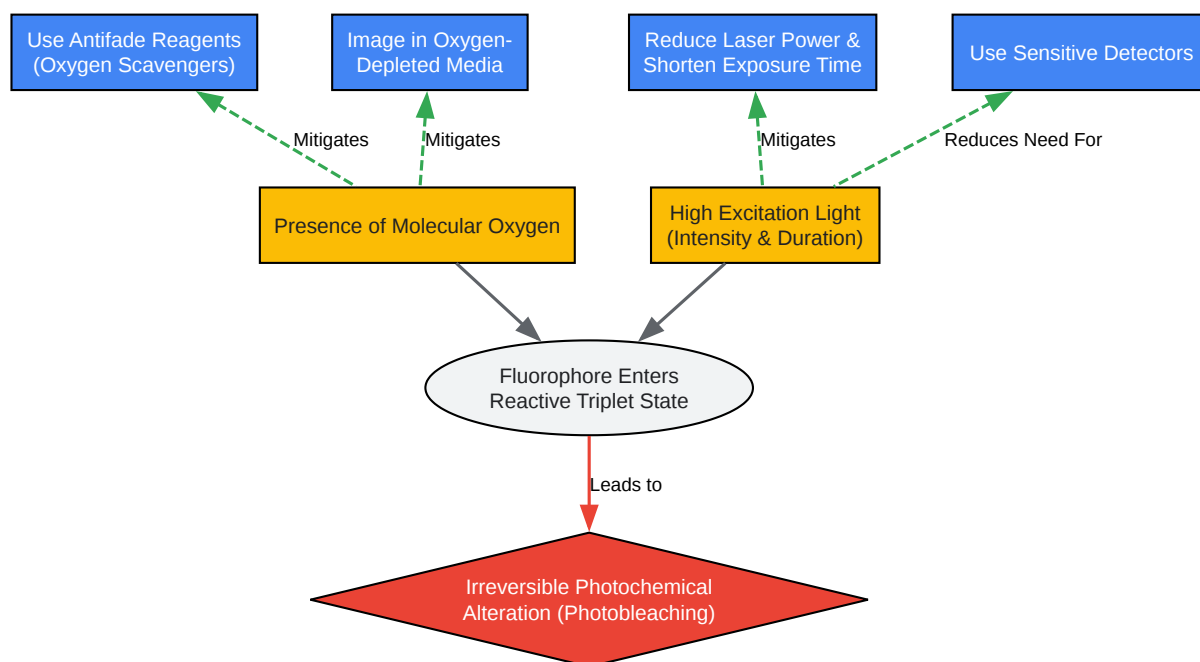 Use Antifade Reagents
(Oxygen Scavengers)
Image in Oxygen-
Depleted Media
Reduce Laser Power &
Shorten Exposure Time
Use Sensitive Detectors
Mitigates
Mitigates
Mitigates
Reduces Need For
Presence of Molecular Oxygen
High Excitation Light
(Intensity & Duration)
Fluorophore Enters
Reactive Triplet State
Leads to
Irreversible Photochemical
Alteration (Photobleaching)